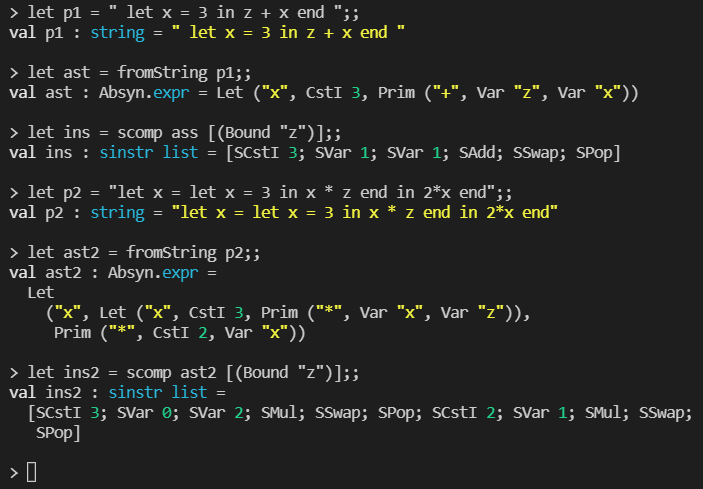 > let p1 = " let x = 3 in z + x end ";;
val p1 : string = " let x = 3 in z + x end "
> let ast = fromString p1;;
val ast : Absyn.expr = Let ("x", CstI 3, Prim ("+", Var "z", Var "x"))
> let ins = scomp ass [(Bound "z")];;
val ins : sinstr list = [SCstI 3; SVar 1; SVar 1; SAdd; SSwap; SPop]
> let p2 = "let x = let x = 3 in x * z end in 2*x end";;
val p2 : string = "let x = let x = 3 in x * z end in 2*x end"
> let ast2 = fromString p2;;
val ast2 : Absyn.expr =
  Let
    ("x", Let ("x", CstI 3, Prim ("*", Var "x", Var "z")),
     Prim ("*", CstI 2, Var "x"))
> let ins2 = scomp ast2 [(Bound "z")];;
val ins2 : sinstr list =
  [SCstI 3; SVar 0; SVar 2; SMul; SSwap; SPop; SCstI 2; SVar 1; SMul; SSwap;
   SPop]
>